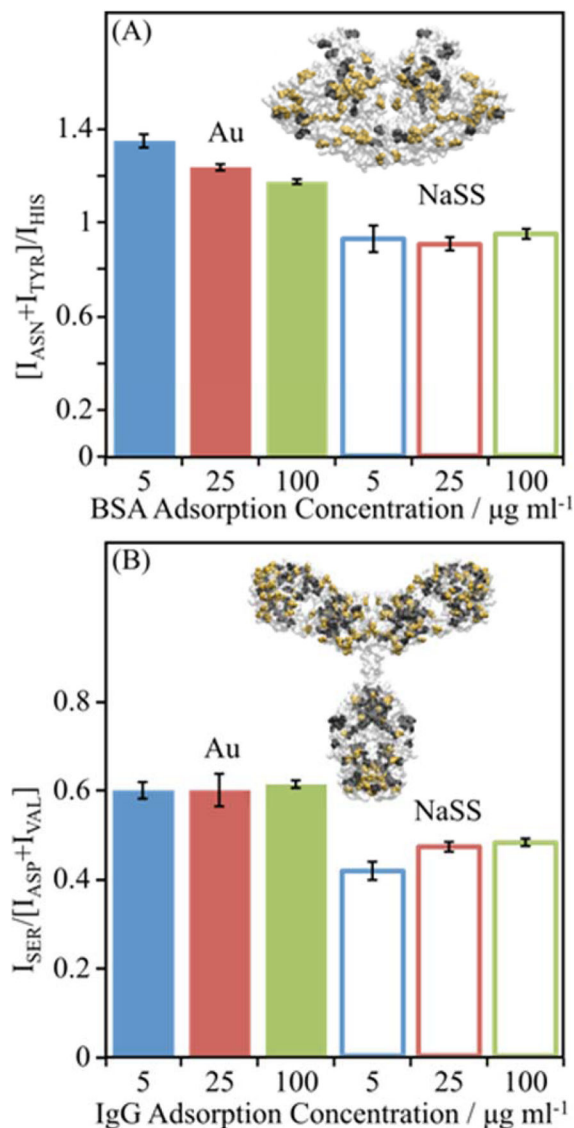 (A)
1.4
Au
NaSS
1
[I_ASN+I_TYR]/I_HIS
0.6
0.2
0
5 25 100 5 25 100
BSA Adsorption Concentration / μg ml⁻¹
(B)
0.8
Au
NaSS
0.6
I_SER/[I_ASP+I_VAL]
0.4
0.2
0
5 25 100 5 25 100
IgG Adsorption Concentration / μg ml⁻¹